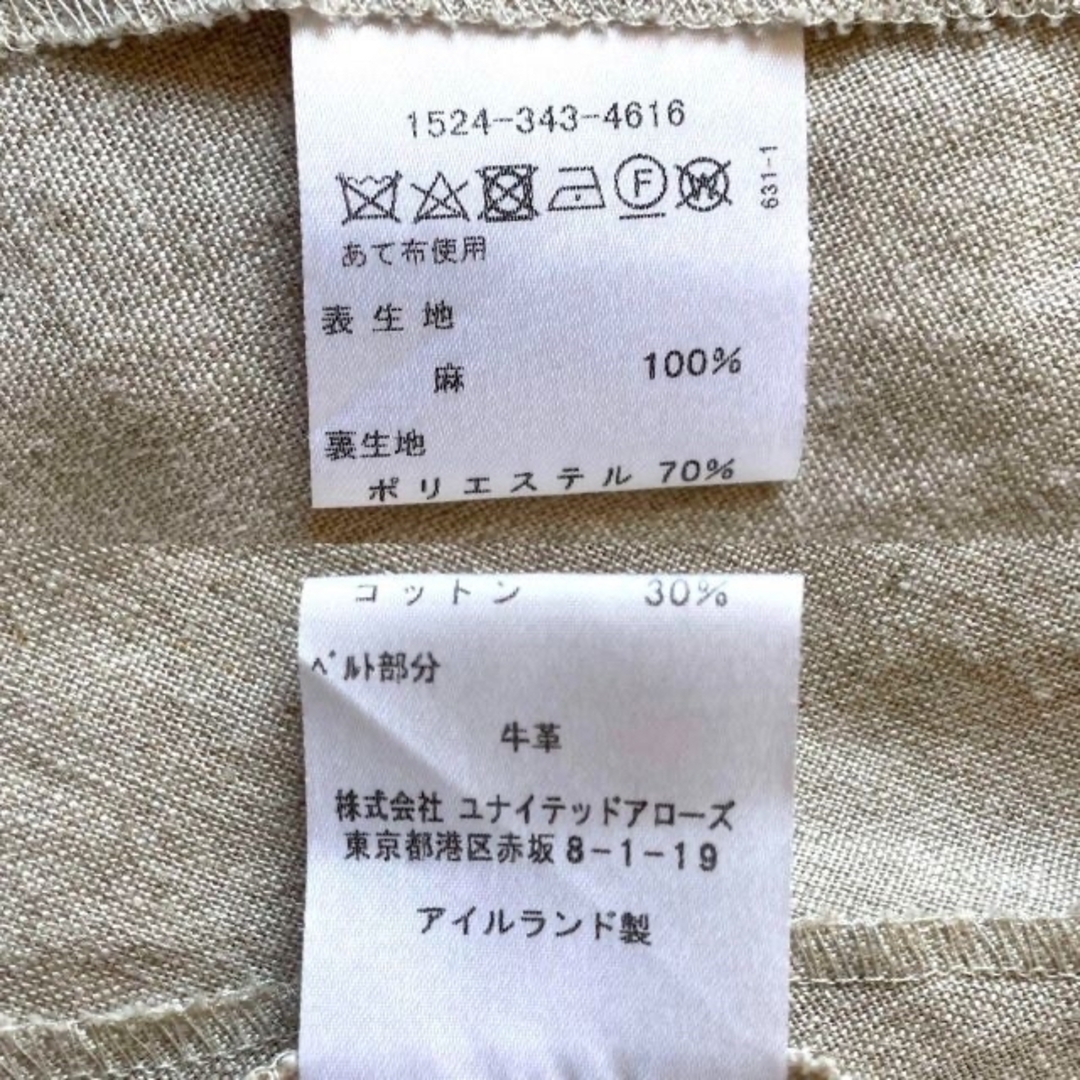 1524-343-4616
F
W
631-1
あて布使用
表生地
麻 100%
裏生地
ポリエステル 70%
コットン 30%
ﾍﾞﾙﾄ部分
牛革
株式会社 ユナイテッドアローズ
東京都港区赤坂8-1-19
アイルランド製